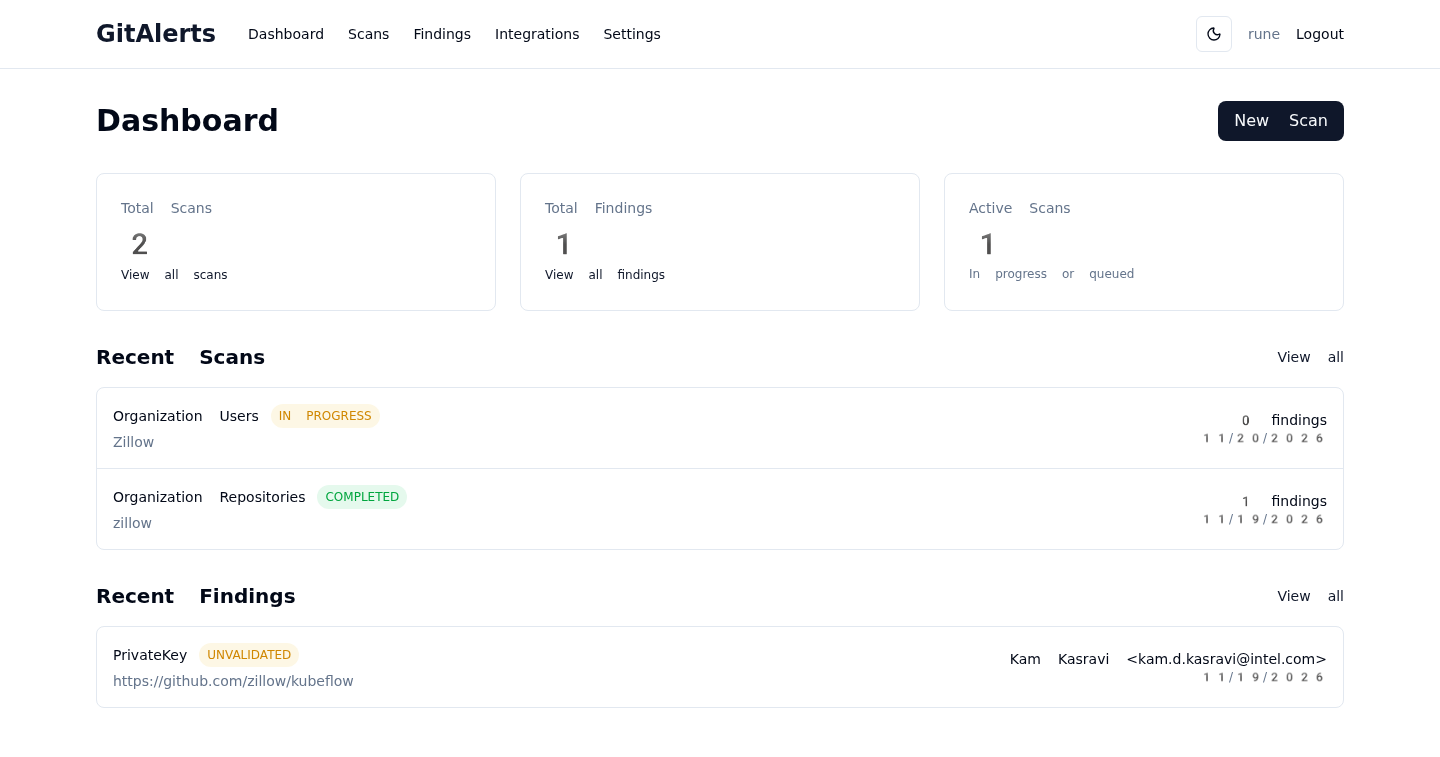 GitAlerts Dashboard Scans Findings Integrations Settings rune Logout
Dashboard New Scan
Total Scans Total Findings Active Scans
2 1 1
View all scans View all findings In progress or queued
Recent Scans View all
Organization Users IN PROGRESS 0 findings
Zillow 11/20/2026
Organization Repositories COMPLETED 1 findings
zillow 11/19/2026
Recent Findings View all
PrivateKey UNVALIDATED Kam Kasravi <kam.d.kasravi@intel.com>
https://github.com/zillow/kubeflow 11/19/2026